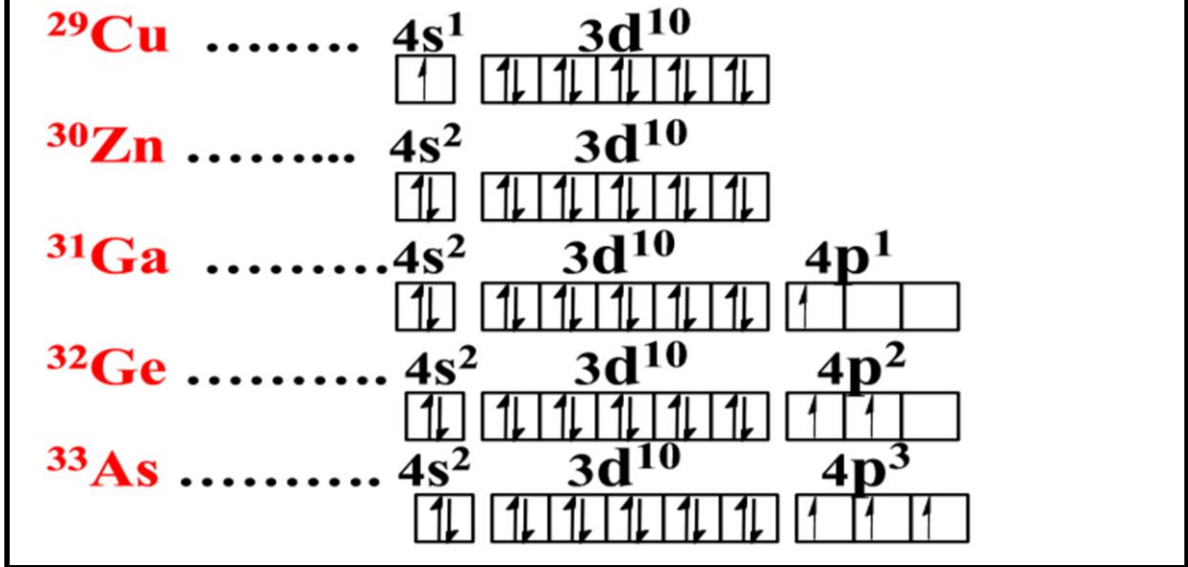 ²⁹Cu ........ 4s¹ 3d¹⁰
³⁰Zn ......... 4s² 3d¹⁰
³¹Ga .........4s² 3d¹⁰ 4p¹
³²Ge .......... 4s² 3d¹⁰ 4p²
³³As .......... 4s² 3d¹⁰ 4p³